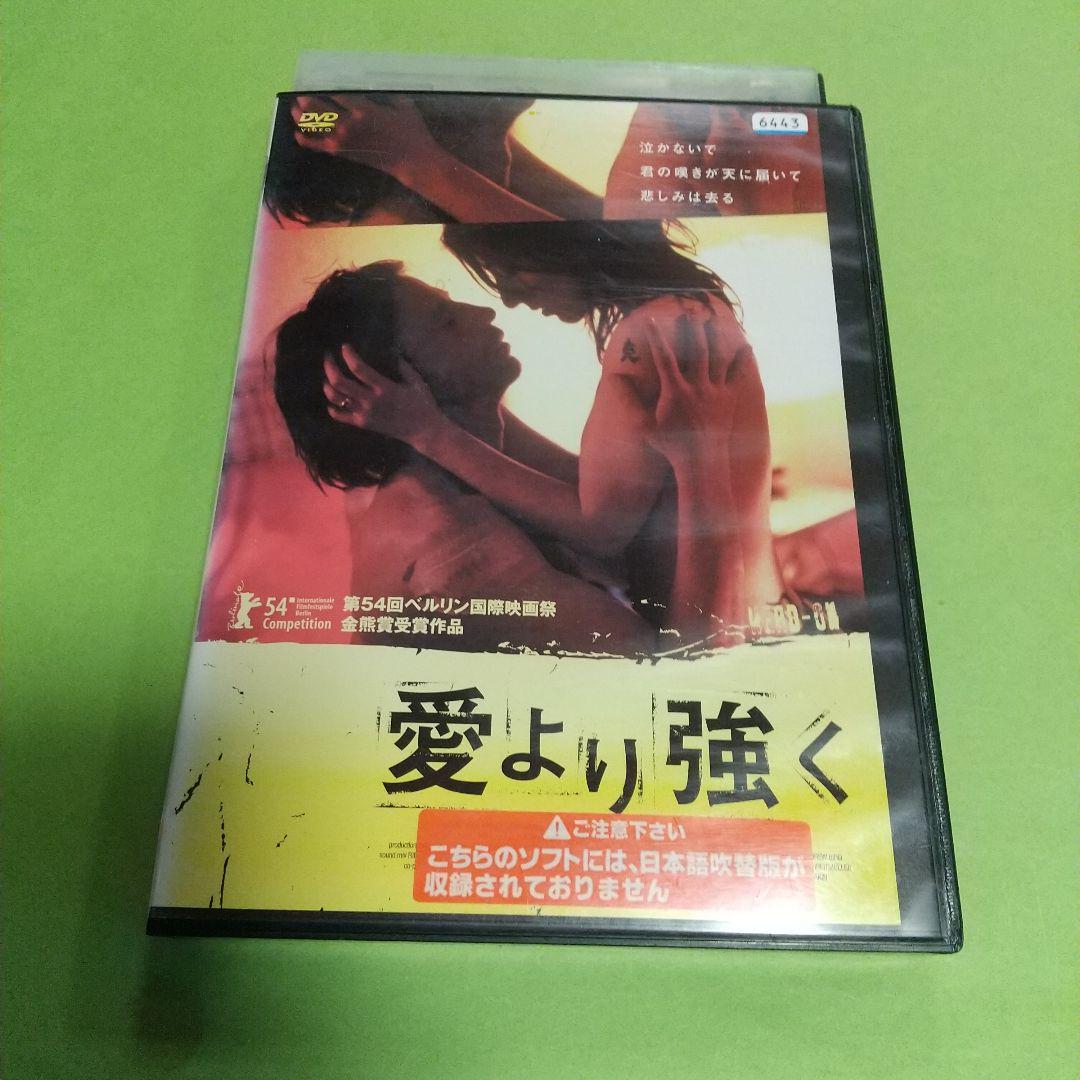 DVD
VIDEO
6443
泣かないで
君の嘆きが天に届いて
悲しみは去る
Berlinale
54
Internationale
Filmfestspiele
Berlin
Competition
第54回ベルリン国際映画祭
金熊賞受賞作品
愛より強く
ご注意下さい
こちらのソフトには、日本語吹替版が
収録されておりません